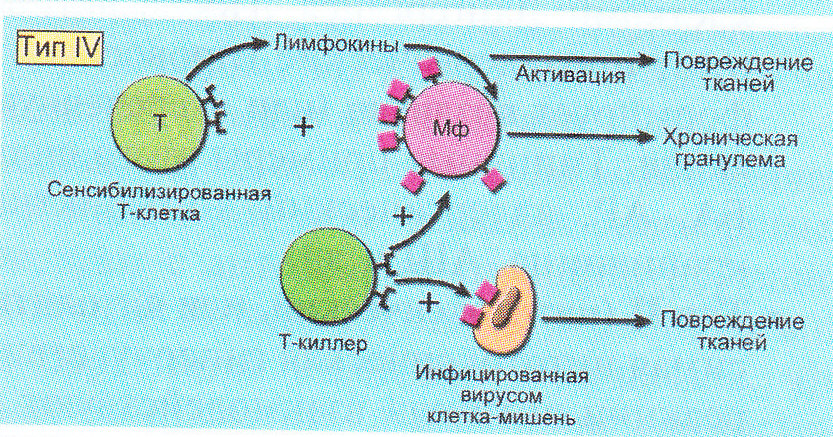 Тип IV
Лимфокины
Активация
Повреждение
тканей
Т
+
Мф
Хроническая
гранулема
Сенсибилизированная
Т-клетка
+
+
Т-киллер
Повреждение
тканей
Инфицированная
вирусом
клетка-мишень